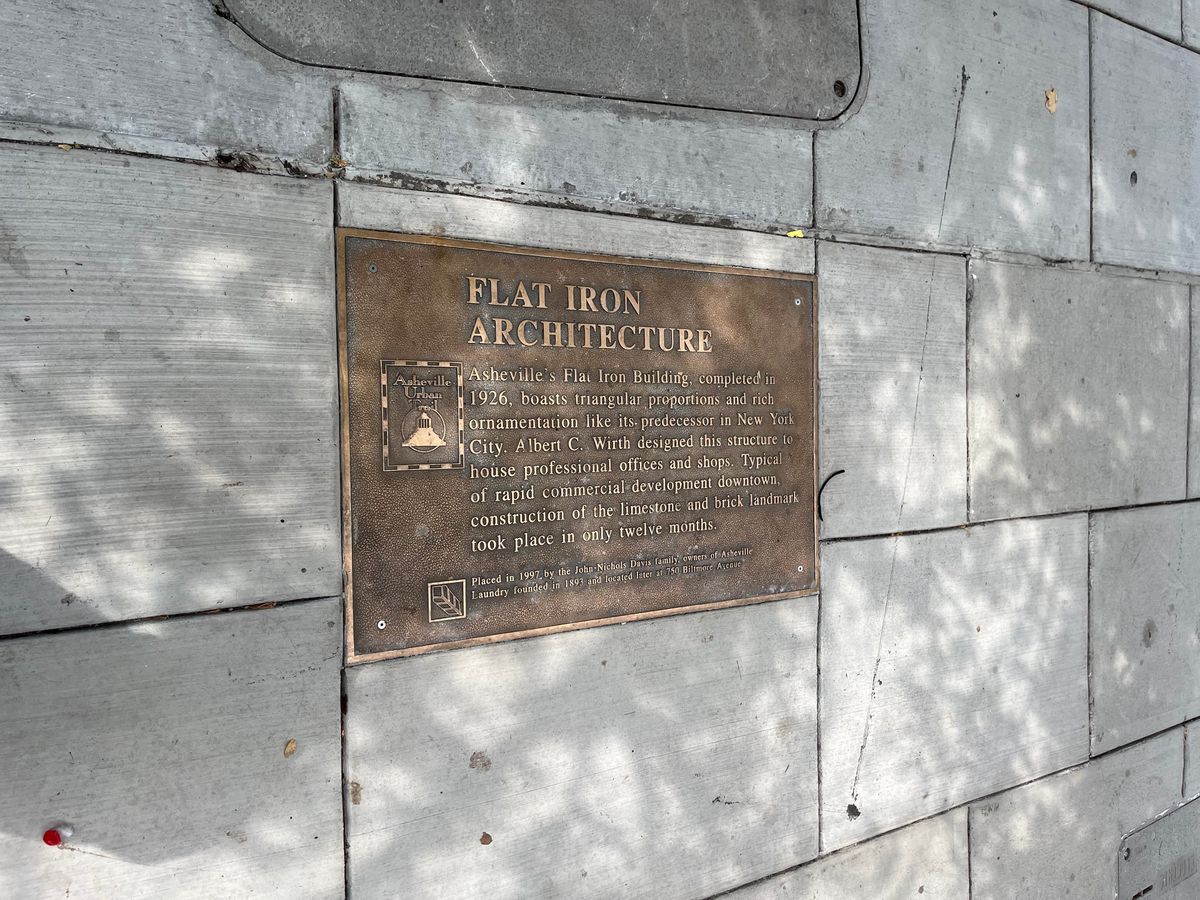 FLAT IRON
ARCHITECTURE
Asheville
Urban
Trail
Asheville's Flat Iron Building, completed in
1926, boasts triangular proportions and rich
ornamentation like its predecessor in New York
City. Albert C. Wirth designed this structure to
house professional offices and shops. Typical
of rapid commercial development downtown,
construction of the limestone and brick landmark
took place in only twelve months.
Placed in 1997 by the John Nichols Davis family, owners of Asheville
Laundry founded in 1893 and located later at 750 Biltmore Avenue